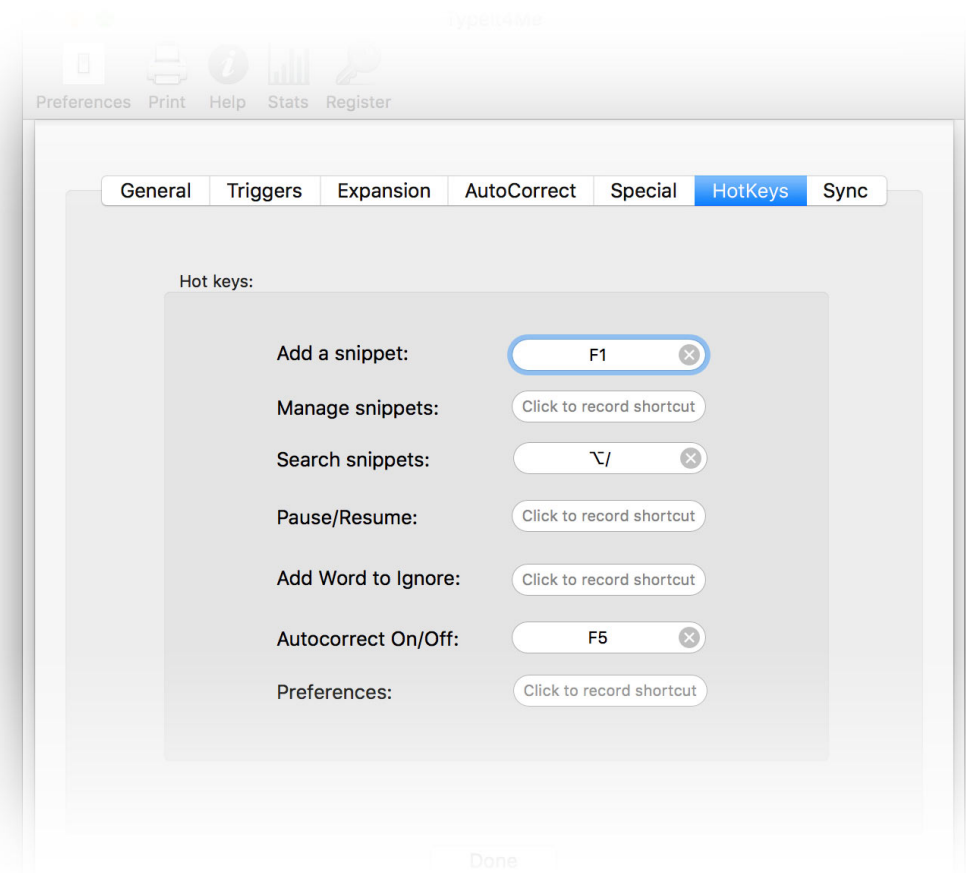 TypeIt4Me
Preferences Print Help Stats Register
General Triggers Expansion AutoCorrect Special HotKeys Sync
Hot keys:
Add a snippet: F1
Manage snippets: Click to record shortcut
Search snippets: ⌥/
Pause/Resume: Click to record shortcut
Add Word to Ignore: Click to record shortcut
Autocorrect On/Off: F5
Preferences: Click to record shortcut
Done